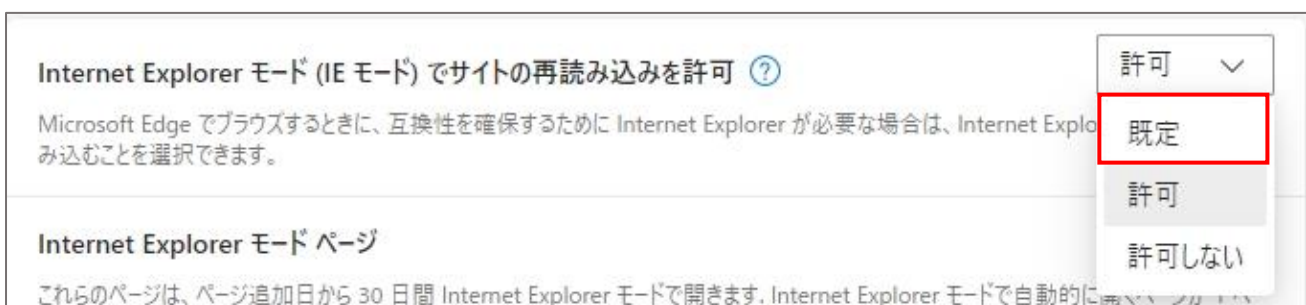 Internet Explorer モード (IE モード) でサイトの再読み込みを許可 ?
許可
Microsoft Edge でブラウズするときに、互換性を確保するために Internet Explorer が必要な場合は、Internet Explo
み込むことを選択できます。
既定
許可
許可しない
Internet Explorer モード ページ
これらのページは、ページ追加日から 30 日間 Internet Explorer モードで開きます. Internet Explorer モードで自動的に